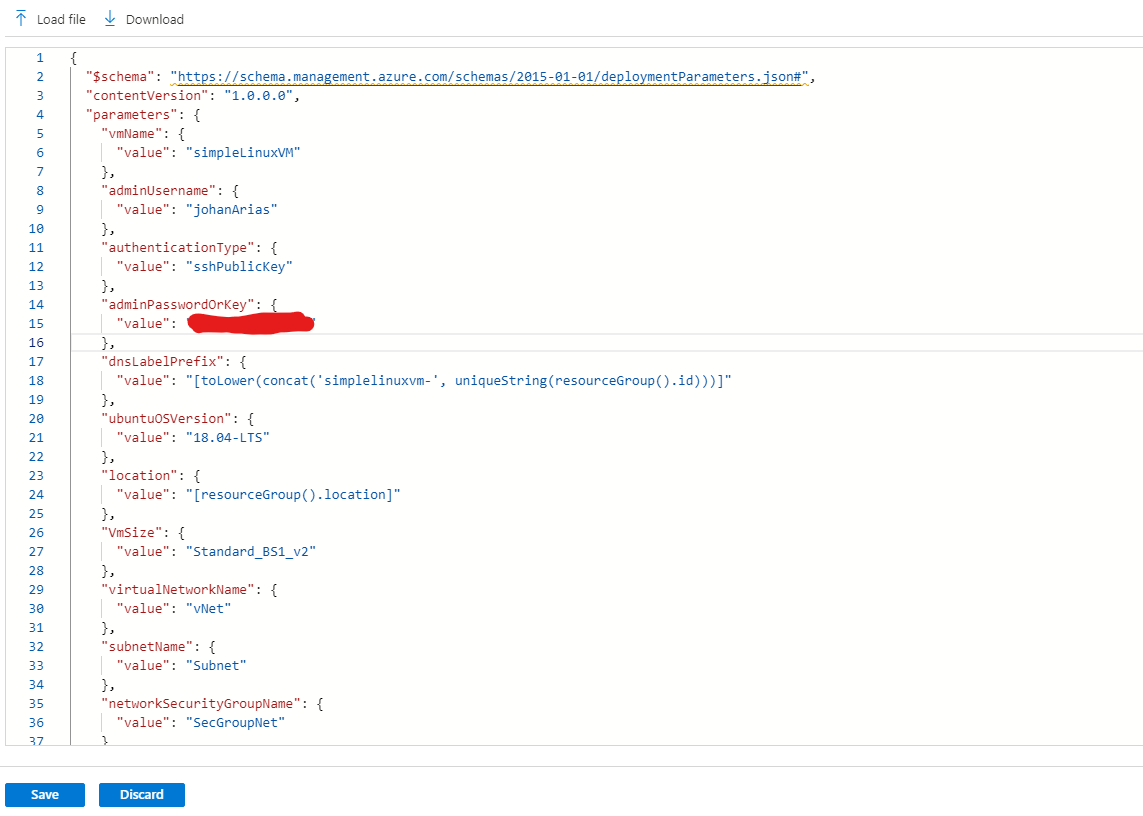 Load file Download
1 {
2 "$schema": "https://schema.management.azure.com/schemas/2015-01-01/deploymentParameters.json#",
3 "contentVersion": "1.0.0.0",
4 "parameters": {
5 "vmName": {
6 "value": "simpleLinuxVM"
7 },
8 "adminUsername": {
9 "value": "johanArias"
10 },
11 "authenticationType": {
12 "value": "sshPublicKey"
13 },
14 "adminPasswordOrKey": {
15 "value":
16 },
17 "dnsLabelPrefix": {
18 "value": "[toLower(concat('simplelinuxvm-', uniqueString(resourceGroup().id)))]"
19 },
20 "ubuntuOSVersion": {
21 "value": "18.04-LTS"
22 },
23 "location": {
24 "value": "[resourceGroup().location]"
25 },
26 "VmSize": {
27 "value": "Standard_BS1_v2"
28 },
29 "virtualNetworkName": {
30 "value": "vNet"
31 },
32 "subnetName": {
33 "value": "Subnet"
34 },
35 "networkSecurityGroupName": {
36 "value": "SecGroupNet"
37 }
Save Discard